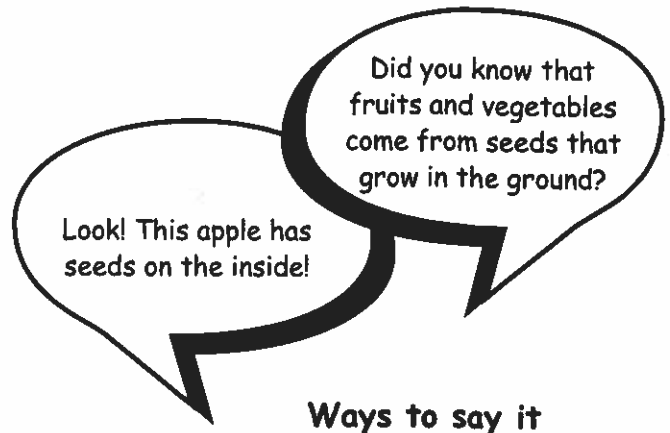 Did you know that
fruits and vegetables
come from seeds that
grow in the ground?
Look! This apple has
seeds on the inside!
Ways to say it